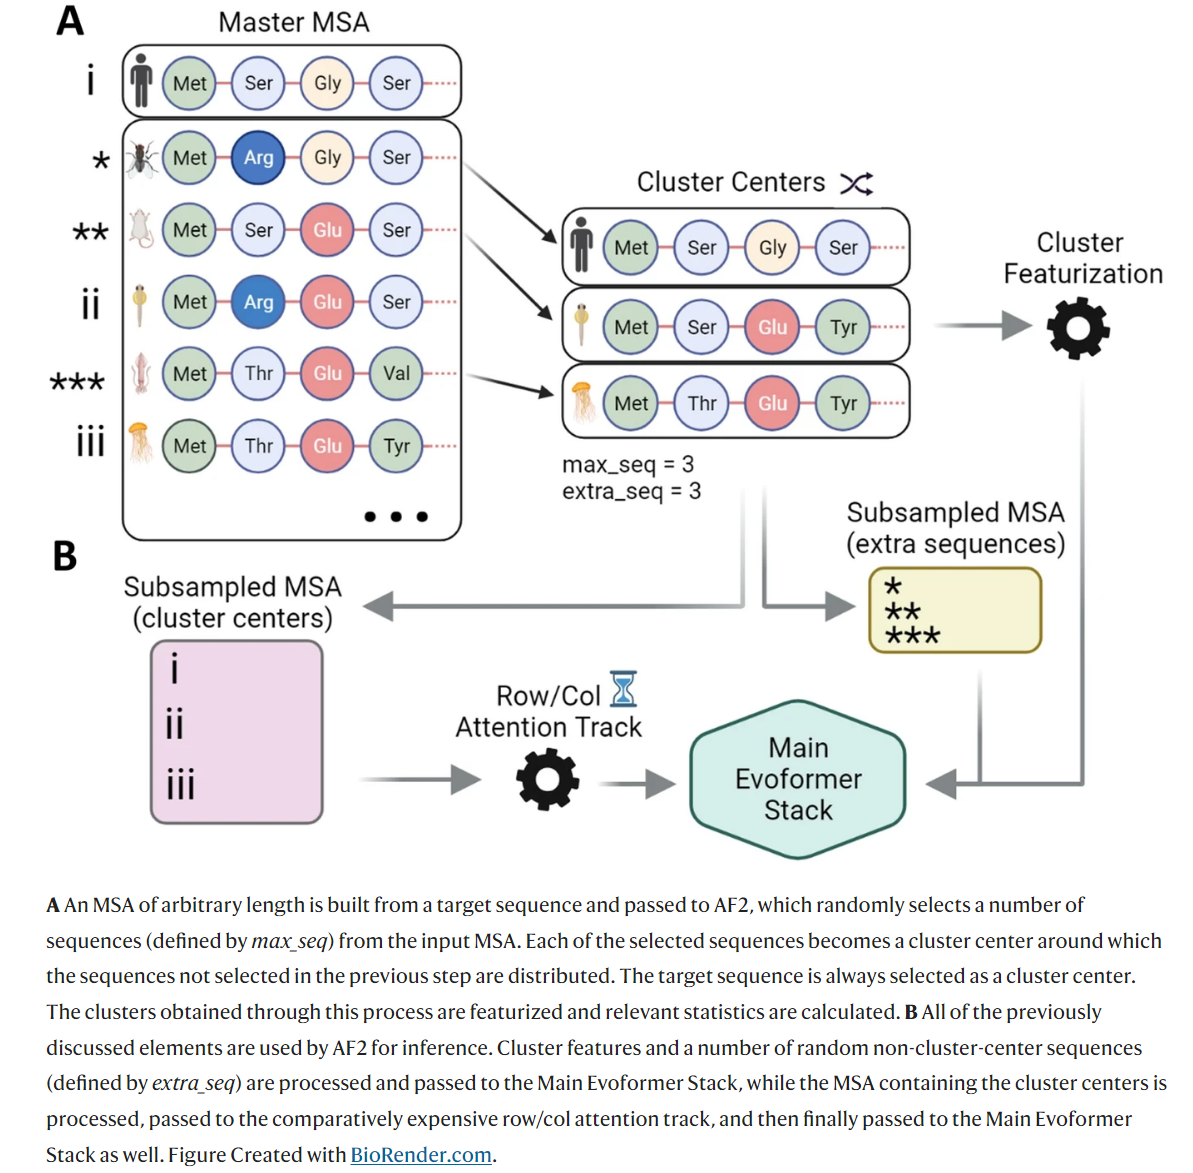 A
Master MSA
i
Met Ser Gly Ser
*
Met Arg Gly Ser
**
Met Ser Glu Ser
ii
Met Arg Glu Ser
***
Met Thr Glu Val
iii
Met Thr Glu Tyr
Cluster Centers
Met Ser Gly Ser
Met Ser Glu Tyr
Met Thr Glu Tyr
max_seq = 3
extra_seq = 3
Cluster
Featurization
B
Subsampled MSA
(cluster centers)
i
ii
iii
Subsampled MSA
(extra sequences)
*
**
***
Row/Col
Attention Track
Main
Evoformer
Stack
A An MSA of arbitrary length is built from a target sequence and passed to AF2, which randomly selects a number of
sequences (defined by max_seq) from the input MSA. Each of the selected sequences becomes a cluster center around which
the sequences not selected in the previous step are distributed. The target sequence is always selected as a cluster center.
The clusters obtained through this process are featurized and relevant statistics are calculated. B All of the previously
discussed elements are used by AF2 for inference. Cluster features and a number of random non-cluster-center sequences
(defined by extra_seq) are processed and passed to the Main Evoformer Stack, while the MSA containing the cluster centers is
processed, passed to the comparatively expensive row/col attention track, and then finally passed to the Main Evoformer
Stack as well. Figure Created with BioRender.com.